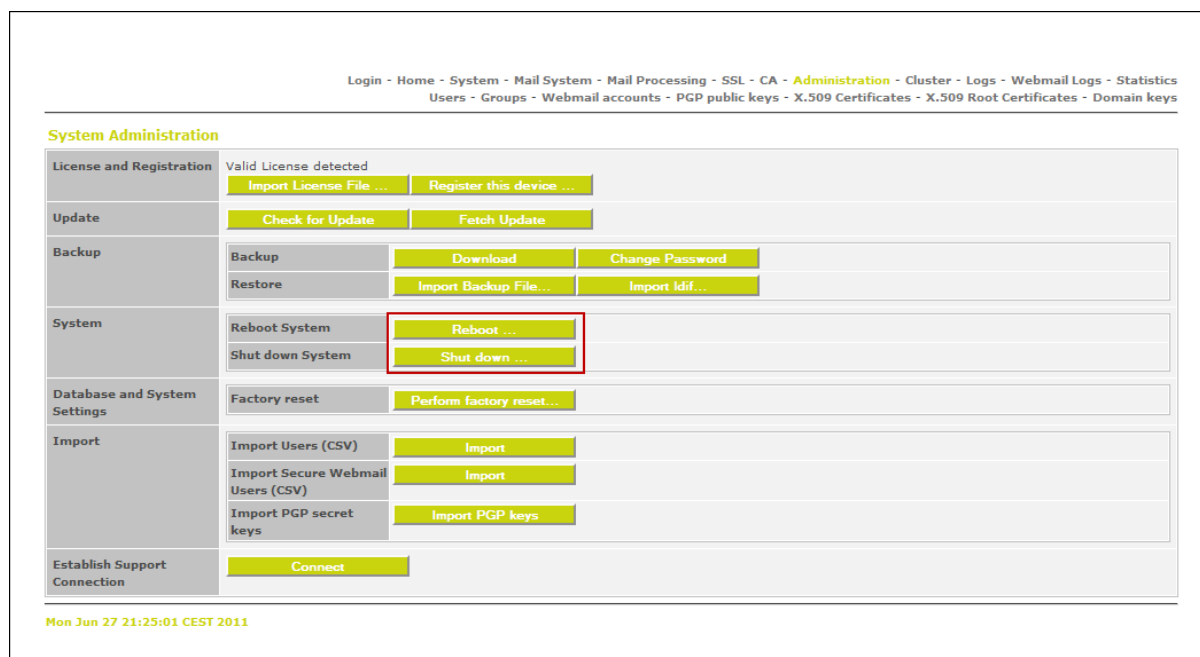 Login - Home - System - Mail System - Mail Processing - SSL - CA - Administration - Cluster - Logs - Webmail Logs - Statistics
Users - Groups - Webmail accounts - PGP public keys - X.509 Certificates - X.509 Root Certificates - Domain keys
System Administration
License and Registration
Valid License detected
Import License File ...
Register this device ...
Update
Check for Update
Fetch Update
Backup
Backup
Download
Change Password
Restore
Import Backup File...
Import ldif...
System
Reboot System
Reboot ...
Shut down System
Shut down ...
Database and System
Settings
Factory reset
Perform factory reset...
Import
Import Users (CSV)
Import
Import Secure Webmail
Users (CSV)
Import
Import PGP secret
keys
Import PGP keys
Establish Support
Connection
Connect
Mon Jun 27 21:25:01 CEST 2011